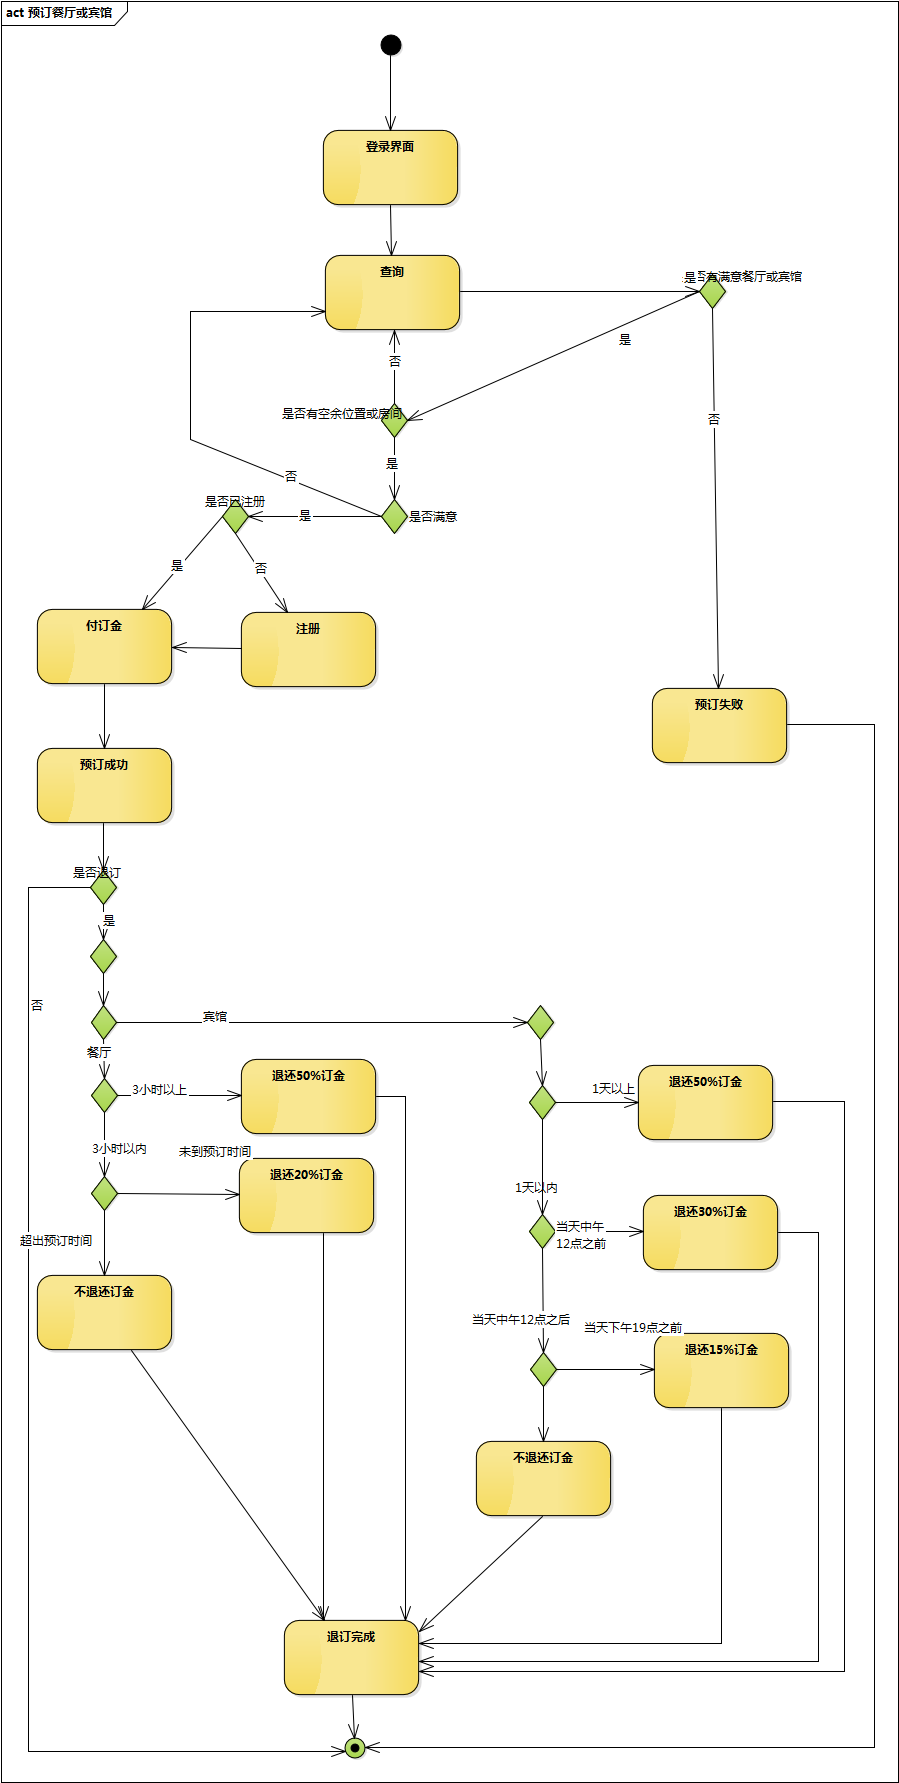 act 预订餐厅或宾馆
登录界面
查询
是否有满意餐厅或宾馆
是
否
否
是否有空余位置或房间
是
否
是否满意
是
是否已注册
是
否
付订金
注册
预订失败
预订成功
是否退订
是
否
宾馆
餐厅
3小时以上
退还50%订金
1天以上
退还50%订金
3小时以内
未到预订时间
退还20%订金
1天以内
当天中午
12点之前
退还30%订金
超出预订时间
不退还订金
当天中午12点之后
当天下午19点之前
退还15%订金
不退还订金
退订完成